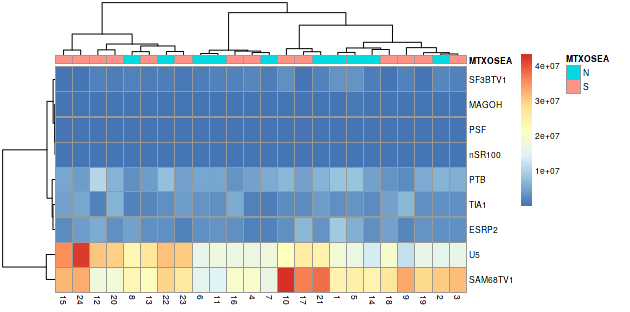 MTXOSEA
SF3BTV1
MAGOH
PSF
nSR100
PTB
TIA1
ESRP2
U5
SAM68TV1
15 24 12 20 8 13 22 23 6 11 16 4 7 10 17 21 1 5 14 18 9 19 2 3
4e+07
3e+07
2e+07
1e+07
MTXOSEA
N
S